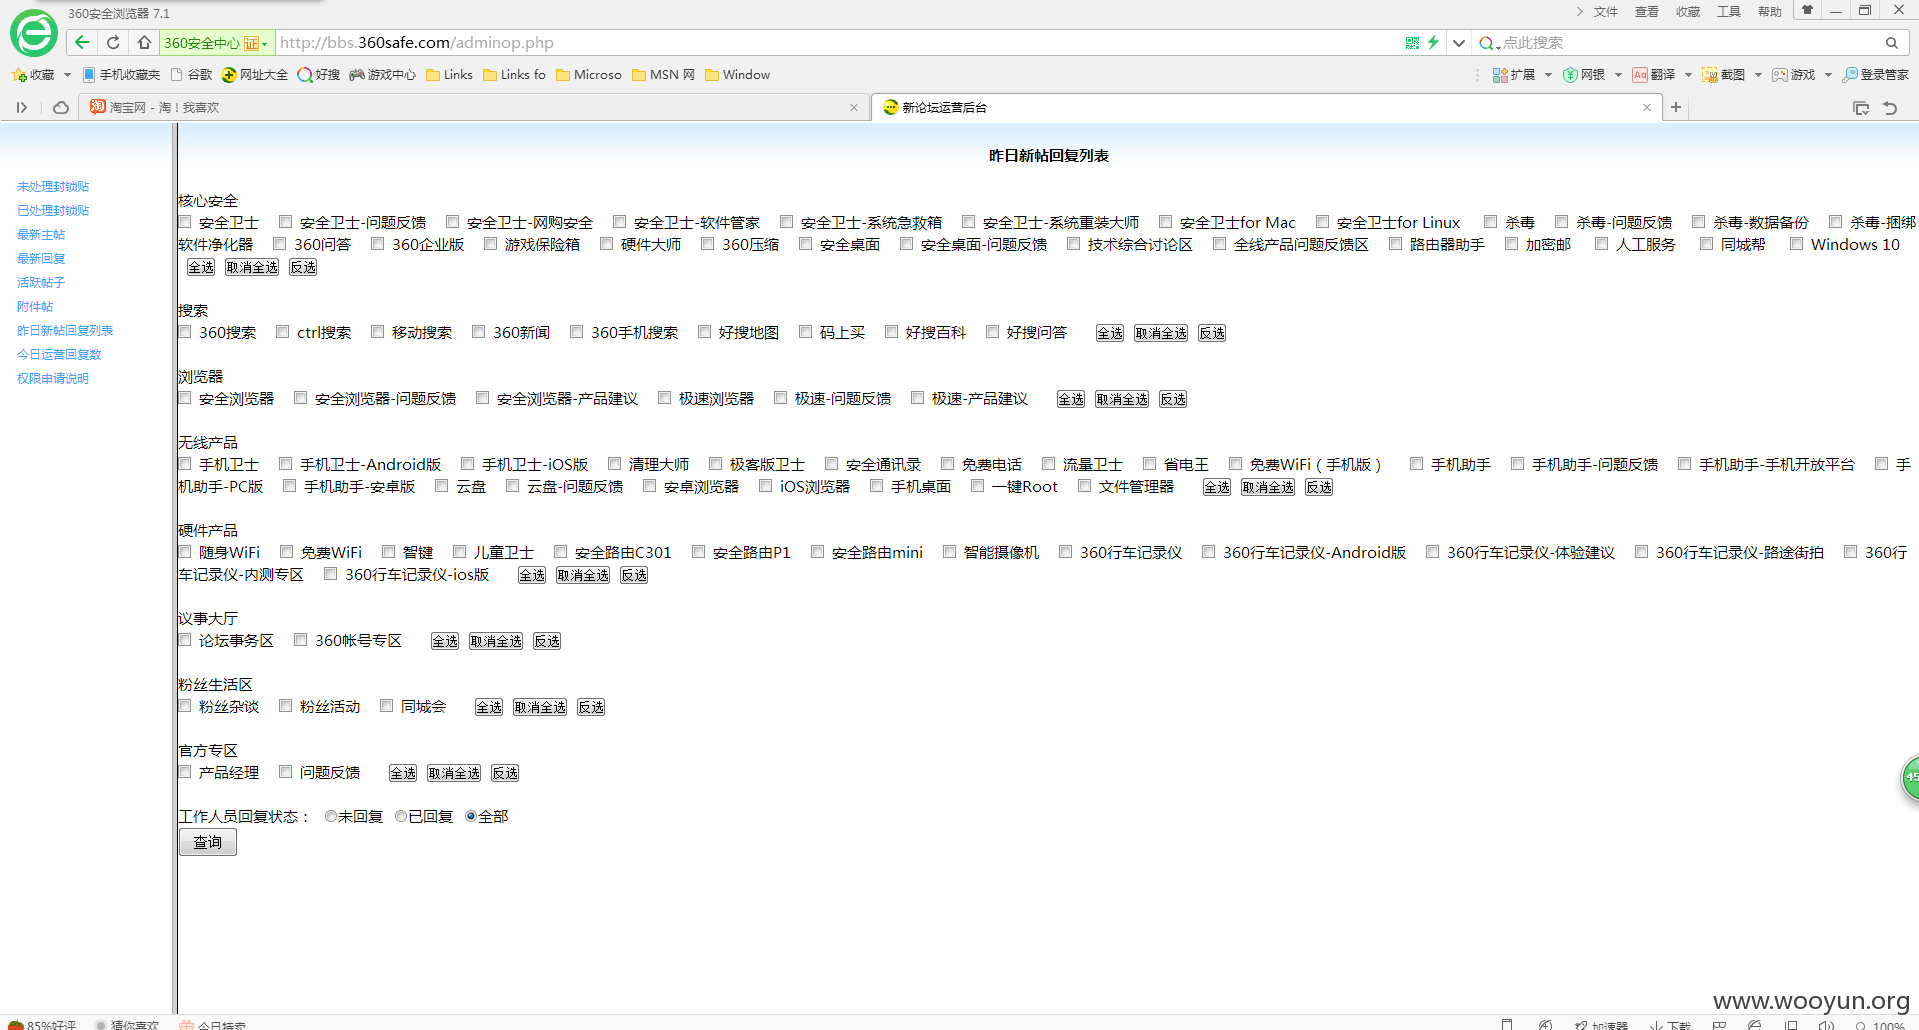 360安全浏览器 7.1
文件 查看 收藏 工具 帮助
360安全中心 证 http://bbs.360safe.com/adminop.php 点此搜索
收藏 手机收藏夹 谷歌 网址大全 好搜 游戏中心 Links Links fo Microso MSN 网 Window 扩展 网银 翻译 截图 游戏 登录管家
淘宝网 - 淘！我喜欢 新论坛运营后台
昨日新帖回复列表
未处理封锁贴
已处理封锁贴
最新主帖
最新回复
活跃帖子
附件帖
昨日新帖回复列表
今日运营回复数
权限申请说明
核心安全
安全卫士 安全卫士-问题反馈 安全卫士-网购安全 安全卫士-软件管家 安全卫士-系统急救箱 安全卫士-系统重装大师 安全卫士for Mac 安全卫士for Linux 杀毒 杀毒-问题反馈 杀毒-数据备份 杀毒-捆绑
软件净化器 360问答 360企业版 游戏保险箱 硬件大师 360压缩 安全桌面 安全桌面-问题反馈 技术综合讨论区 全线产品问题反馈区 路由器助手 加密邮 人工服务 同城帮 Windows 10
全选 取消全选 反选
搜索
360搜索 ctrl搜索 移动搜索 360新闻 360手机搜索 好搜地图 码上买 好搜百科 好搜问答 全选 取消全选 反选
浏览器
安全浏览器 安全浏览器-问题反馈 安全浏览器-产品建议 极速浏览器 极速-问题反馈 极速-产品建议 全选 取消全选 反选
无线产品
手机卫士 手机卫士-Android版 手机卫士-iOS版 清理大师 极客版卫士 安全通讯录 免费电话 流量卫士 省电王 免费WiFi（手机版） 手机助手 手机助手-问题反馈 手机助手-手机开放平台 手
机助手-PC版 手机助手-安卓版 云盘 云盘-问题反馈 安卓浏览器 iOS浏览器 手机桌面 一键Root 文件管理器 全选 取消全选 反选
硬件产品
随身WiFi 免费WiFi 智键 儿童卫士 安全路由C301 安全路由P1 安全路由mini 智能摄像机 360行车记录仪 360行车记录仪-Android版 360行车记录仪-体验建议 360行车记录仪-路途街拍 360行
车记录仪-内测专区 360行车记录仪-ios版 全选 取消全选 反选
议事大厅
论坛事务区 360帐号专区 全选 取消全选 反选
粉丝生活区
粉丝杂谈 粉丝活动 同城会 全选 取消全选 反选
官方专区
产品经理 问题反馈 全选 取消全选 反选
工作人员回复状态： 未回复 已回复 全部
查询
45
www.wooyun.org
85%好评 猜你喜欢 今日特卖 加速器 下载 100%